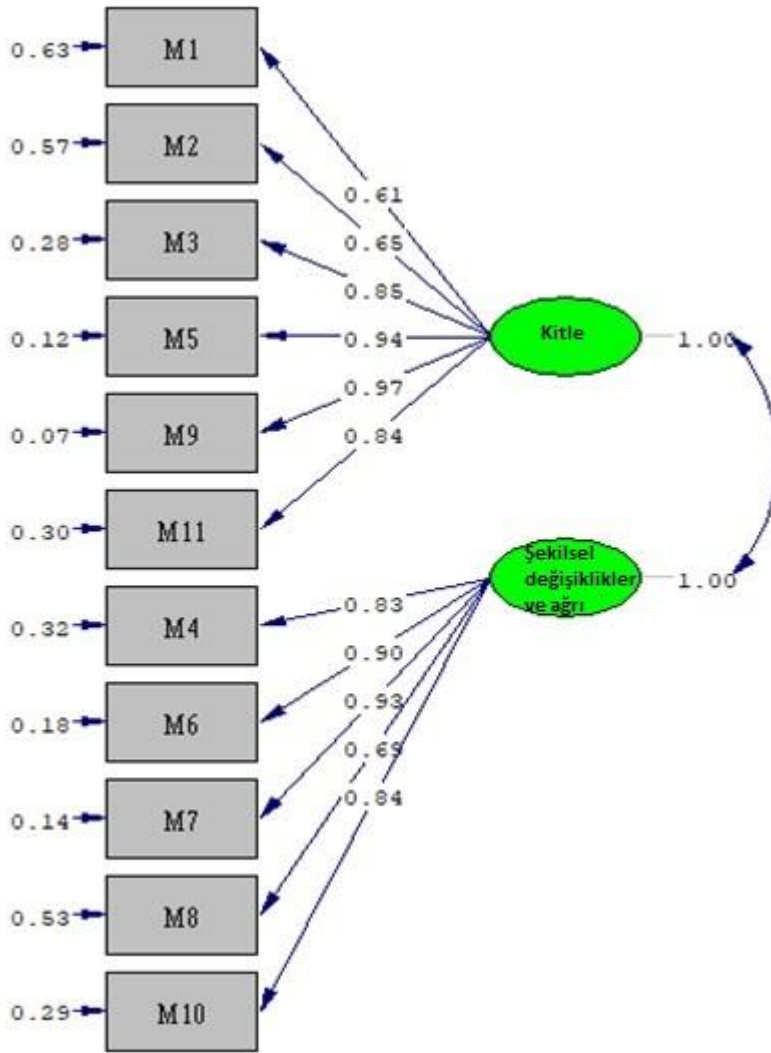 0.63 M1
0.57 M2
0.61
0.65
0.28 M3
0.85
0.12 M5
0.94
Kitle
1.00
0.97
0.07 M9
0.84
0.30 M11
Şekilsel
değişiklikler
ve ağrı
1.00
0.83
0.32 M4
0.90
0.93
0.18 M6
0.69
0.84
0.14 M7
0.53 M8
0.29 M10